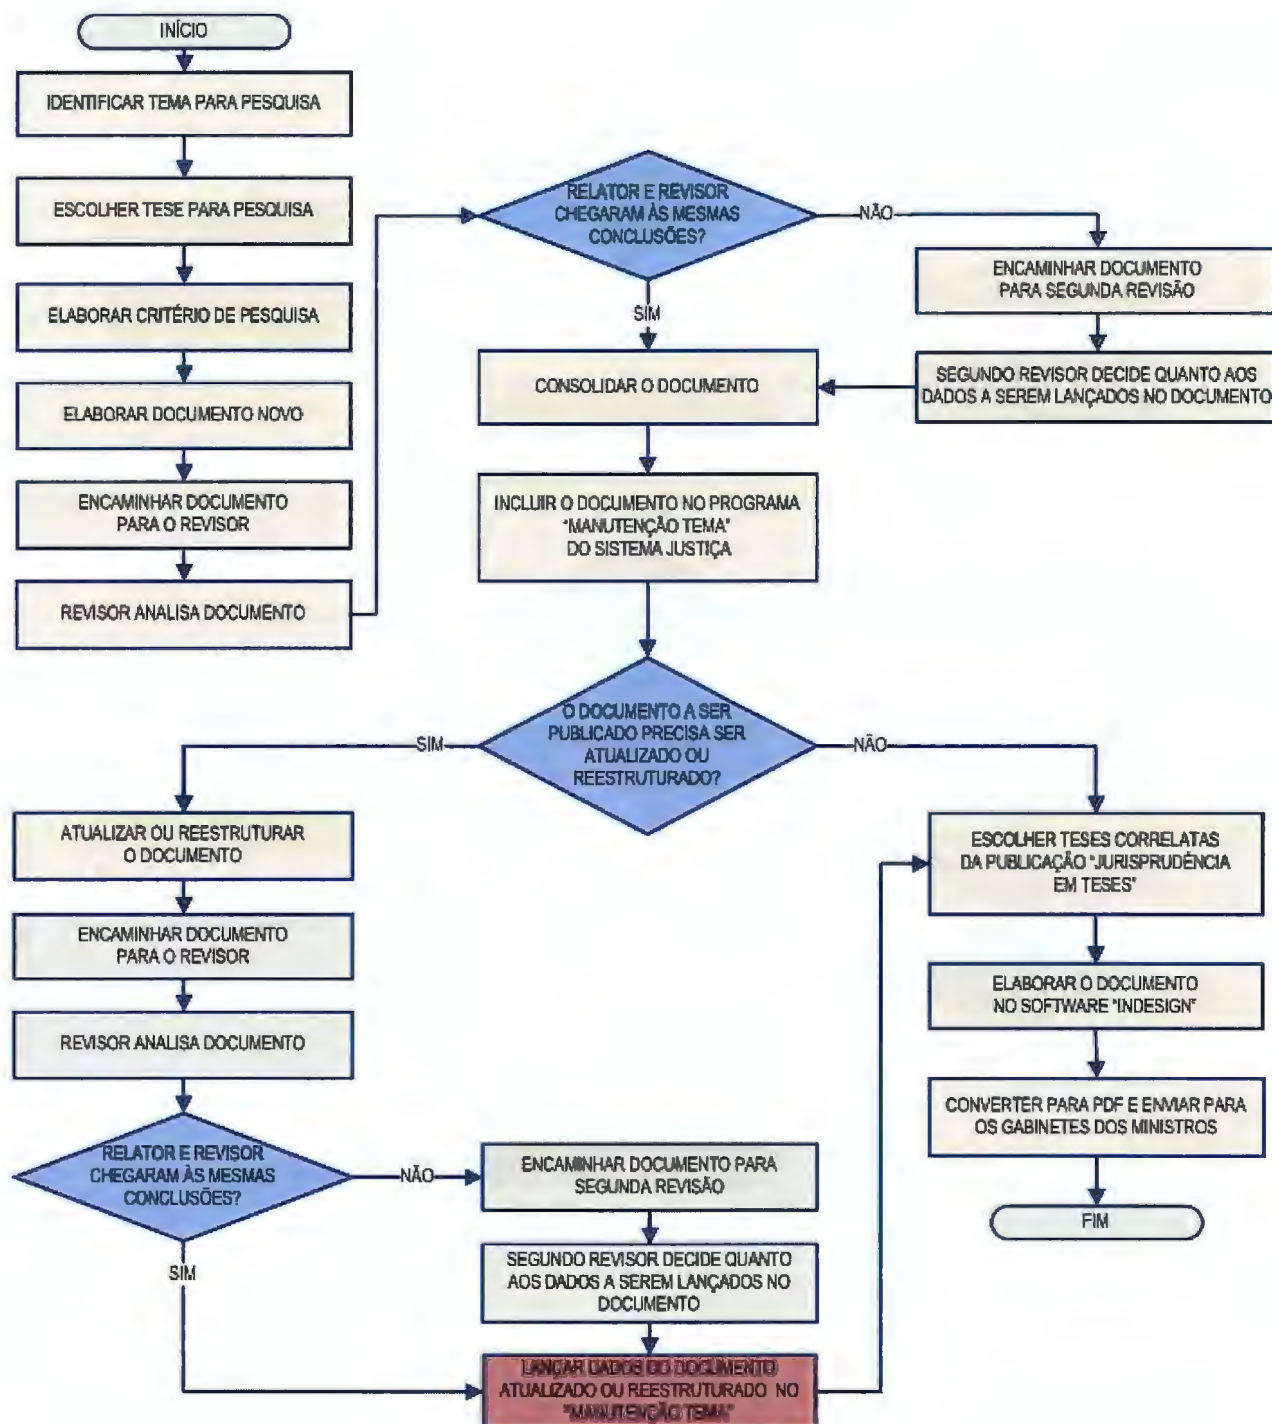 INÍCIO
IDENTIFICAR TEMA PARA PESQUISA
ESCOLHER TESE PARA PESQUISA
ELABORAR CRITÉRIO DE PESQUISA
ELABORAR DOCUMENTO NOVO
ENCAMINHAR DOCUMENTO
PARA O REVISOR
REVISOR ANALISA DOCUMENTO
RELATOR E REVISOR
CHEGARAM ÀS MESMAS
CONCLUSÕES?
NÃO
ENCAMINHAR DOCUMENTO
PARA SEGUNDA REVISÃO
SEGUNDO REVISOR DECIDE QUANTO AOS
DADOS A SEREM LANÇADOS NO DOCUMENTO
SIM
CONSOLIDAR O DOCUMENTO
INCLUIR O DOCUMENTO NO PROGRAMA
"MANUTENÇÃO TEMA"
DO SISTEMA JUSTIÇA
O DOCUMENTO A SER
PUBLICADO PRECISA SER
ATUALIZADO OU
REESTRUTURADO?
SIM
NÃO
ATUALIZAR OU REESTRUTURAR
O DOCUMENTO
ENCAMINHAR DOCUMENTO
PARA O REVISOR
REVISOR ANALISA DOCUMENTO
RELATOR E REVISOR
CHEGARAM ÀS MESMAS
CONCLUSÕES?
NÃO
SIM
ENCAMINHAR DOCUMENTO PARA
SEGUNDA REVISÃO
SEGUNDO REVISOR DECIDE QUANTO
AOS DADOS A SEREM LANÇADOS NO
DOCUMENTO
LANÇAR DADOS DO DOCUMENTO
ATUALIZADO OU REESTRUTURADO NO
"MANUTENÇÃO TEMA"
ESCOLHER TESES CORRELATAS
DA PUBLICAÇÃO "JURISPRUDÊNCIA
EM TESES"
ELABORAR O DOCUMENTO
NO SOFTWARE "INDESIGN"
CONVERTER PARA PDF E ENVIAR PARA
OS GABINETES DOS MINISTROS
FIM